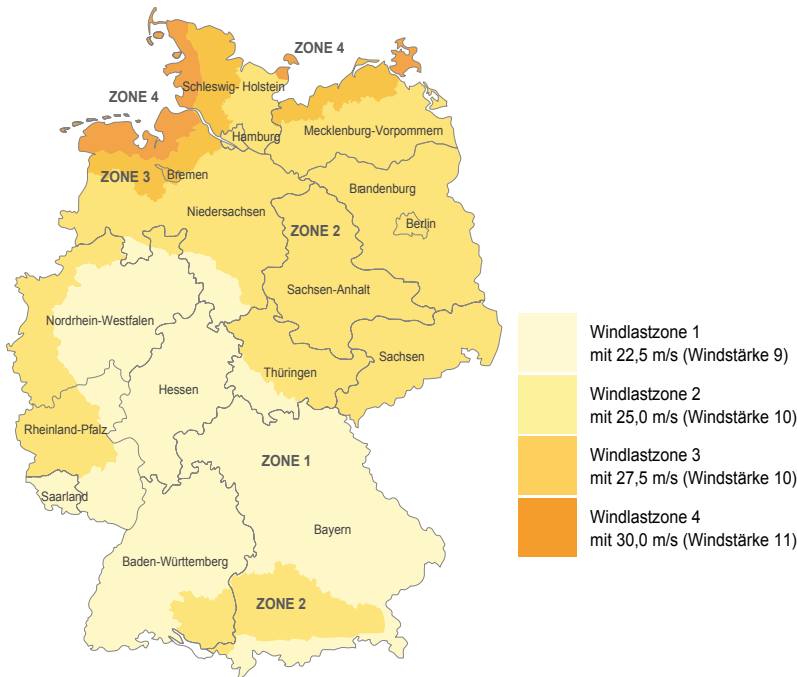 ZONE 4
ZONE 4
Schleswig- Holstein
Hamburg
Mecklenburg-Vorpommern
ZONE 3
Bremen
Brandenburg
Niedersachsen
Berlin
ZONE 2
Sachsen-Anhalt
Nordrhein-Westfalen
Sachsen
Thüringen
Hessen
Rheinland-Pfalz
ZONE 1
Saarland
Bayern
Baden-Württemberg
ZONE 2
Windlastzone 1
mit 22,5 m/s (Windstärke 9)
Windlastzone 2
mit 25,0 m/s (Windstärke 10)
Windlastzone 3
mit 27,5 m/s (Windstärke 10)
Windlastzone 4
mit 30,0 m/s (Windstärke 11)